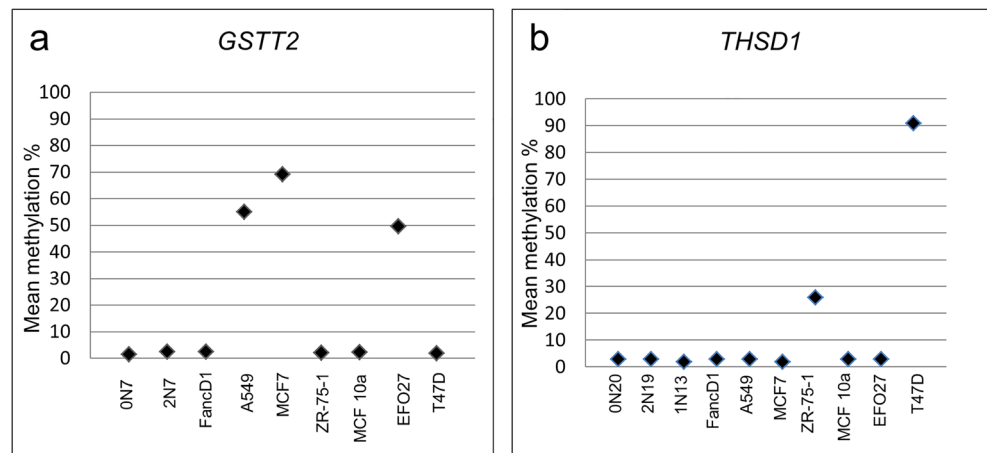 a
GSTT2
Mean methylation %
100
90
80
70
60
50
40
30
20
10
0
0N7
2N7
FancD1
A549
MCF7
ZR-75-1
MCF 10a
EFO27
T47D
b
THSD1
Mean methylation %
100
90
80
70
60
50
40
30
20
10
0
0N20
2N19
1N13
FancD1
A549
MCF7
ZR-75-1
MCF 10a
EFO27
T47D